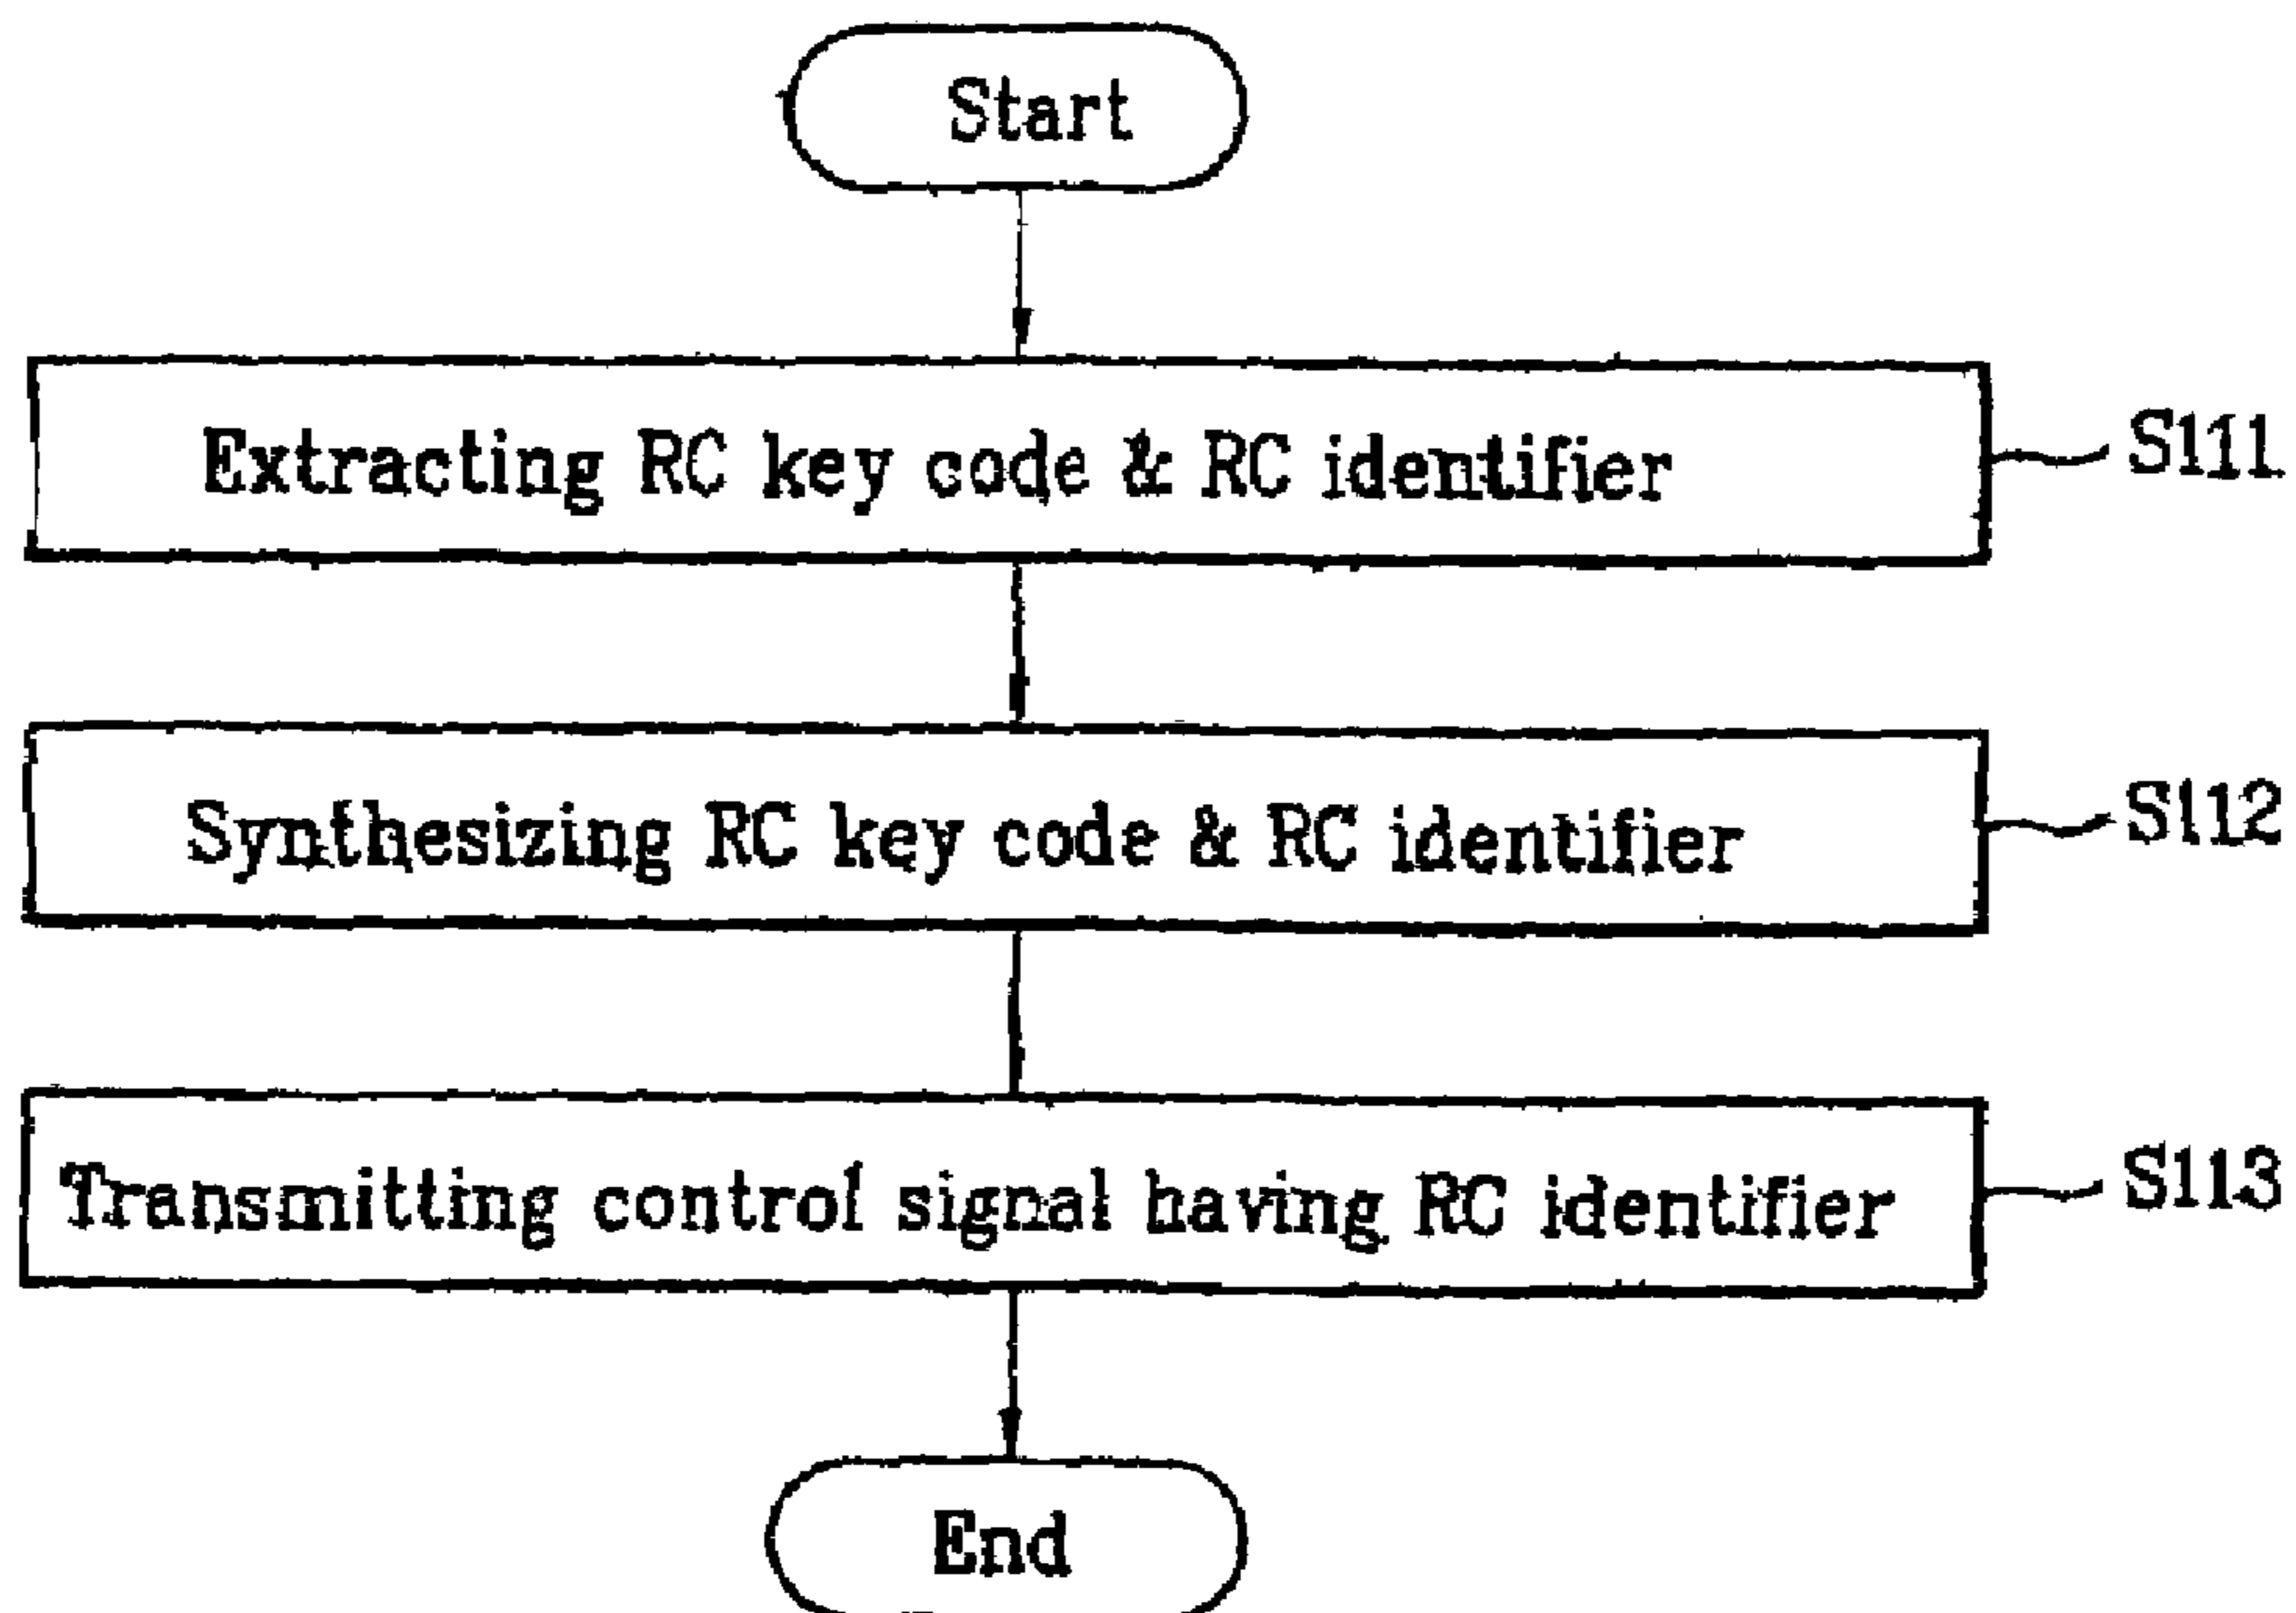 Start
Extracting RC key code & RC identifier
S111
Synthesizing RC key code & RC identifier
S112
Transmitting control signal having RC identifier
S113
End